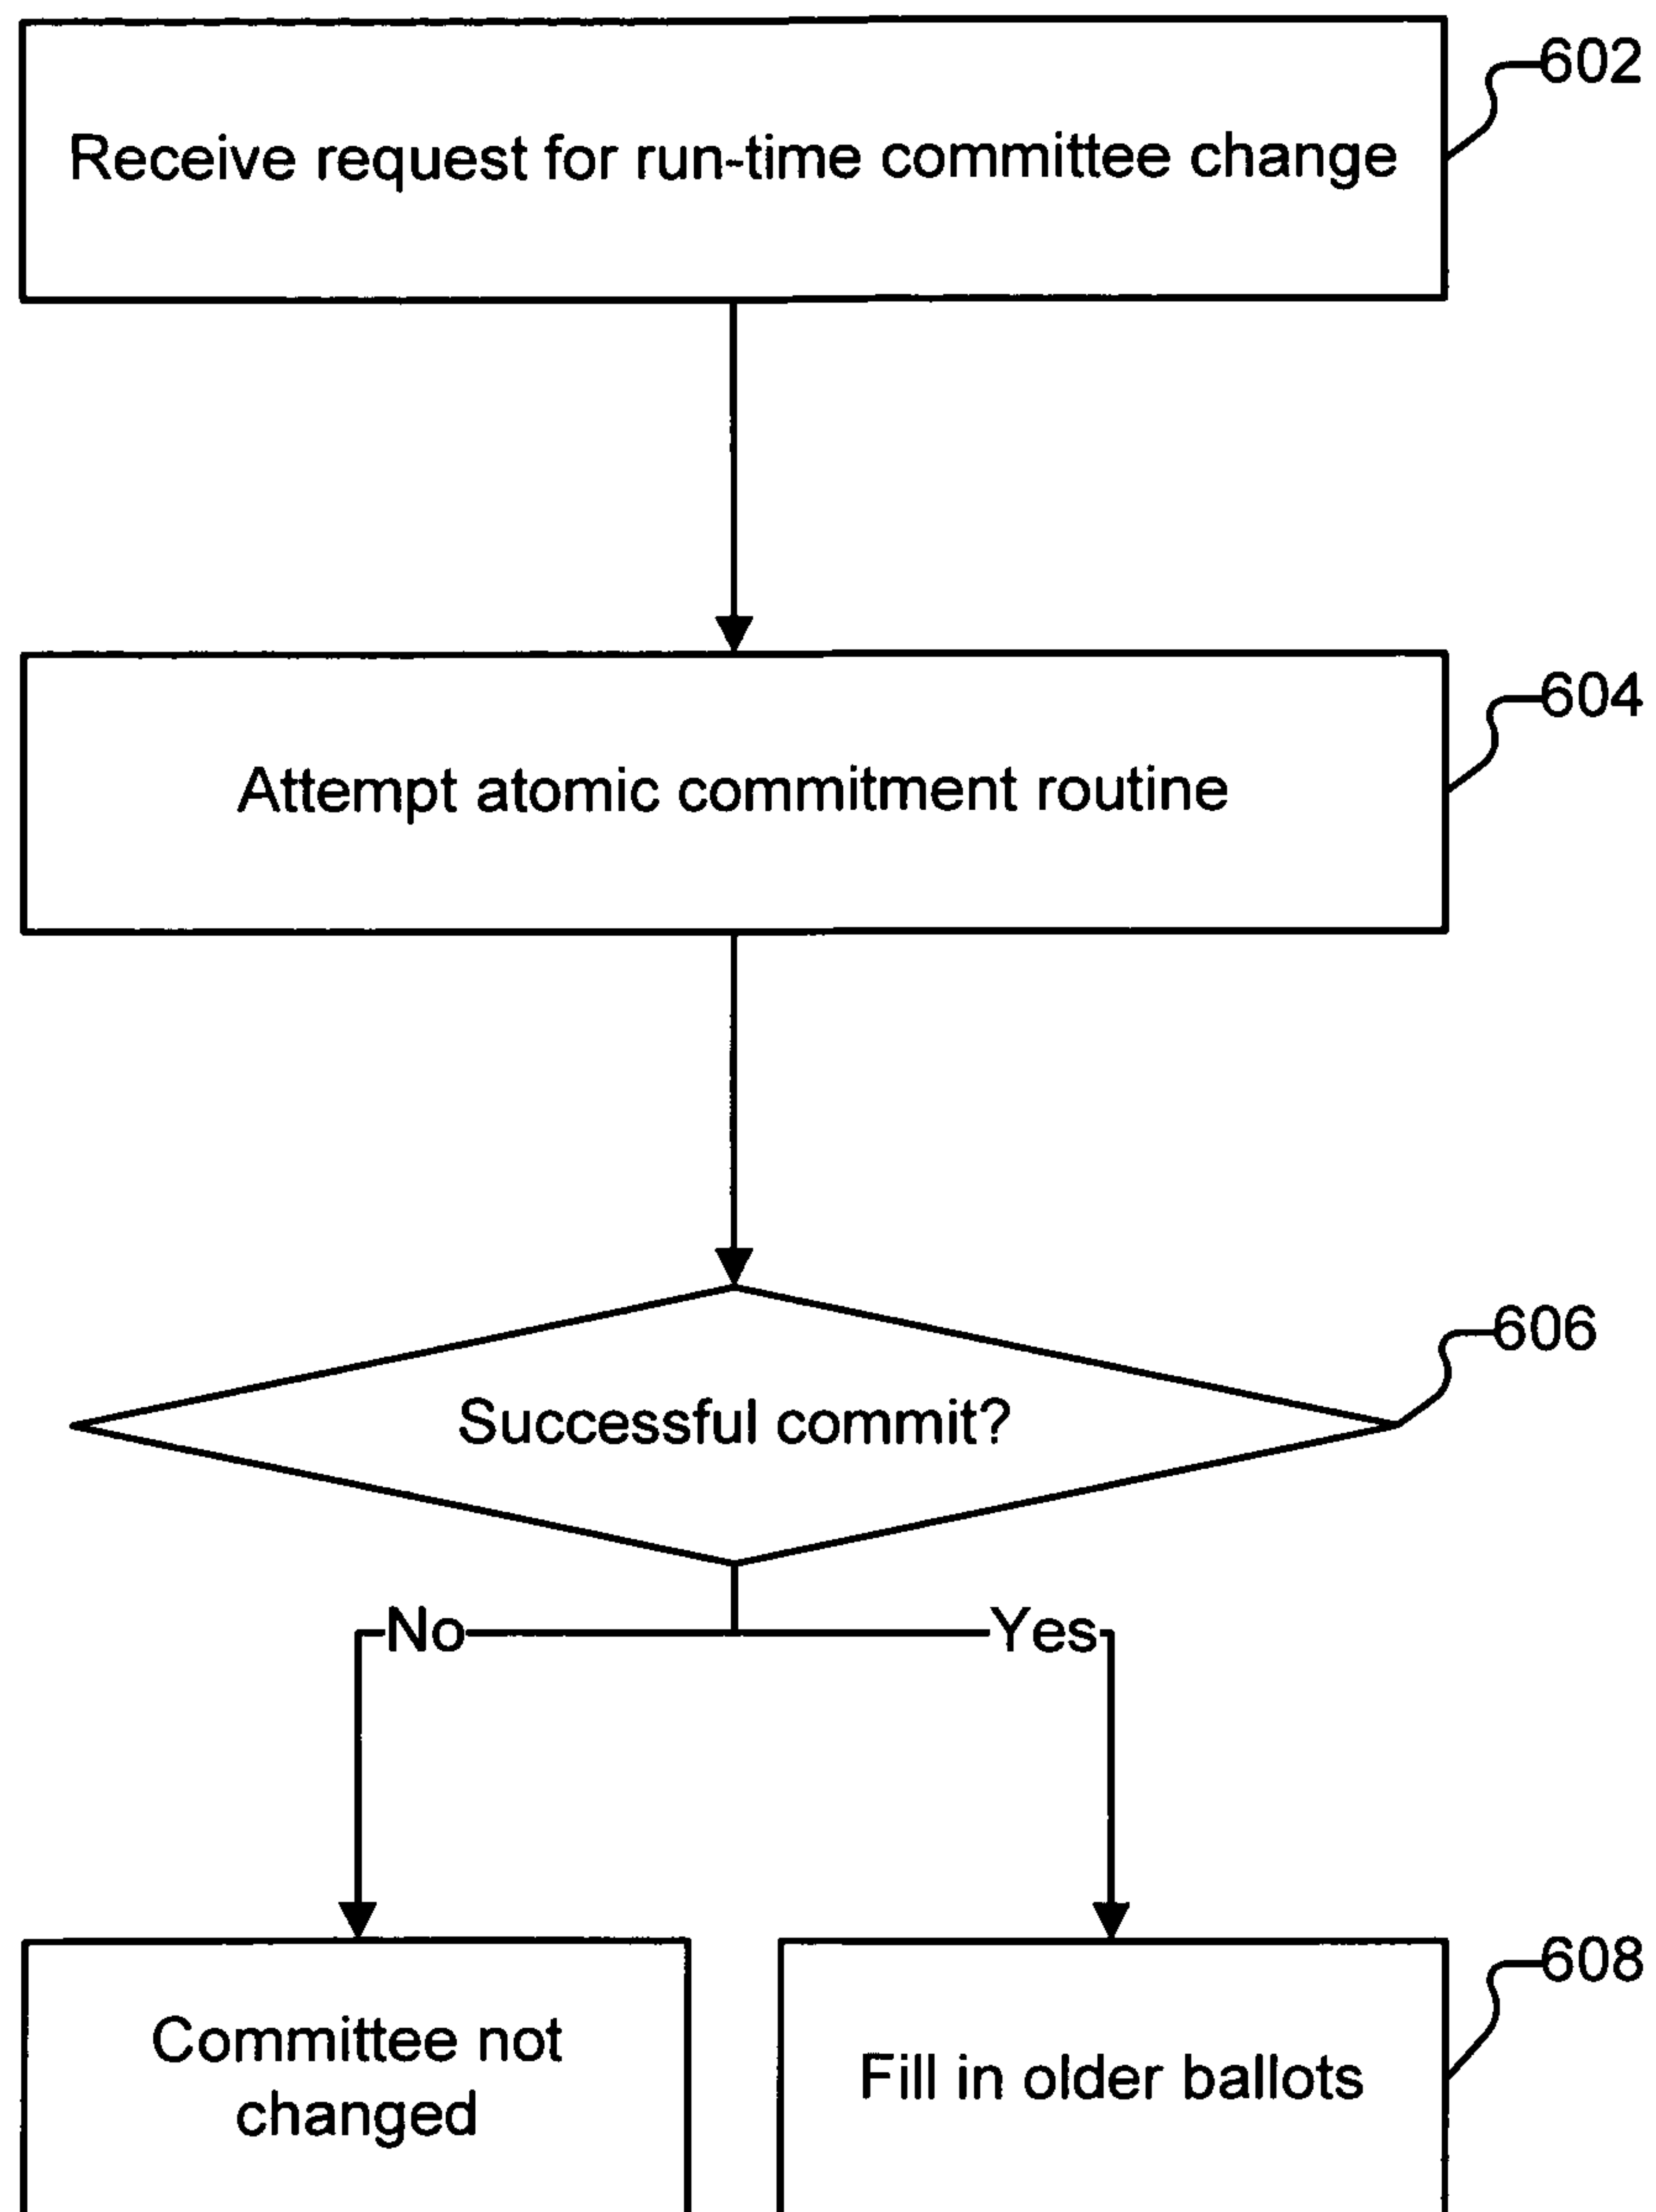 602
Receive request for run-time committee change
604
Attempt atomic commitment routine
606
Successful commit?
No
Yes
608
Committee not
changed
Fill in older ballots